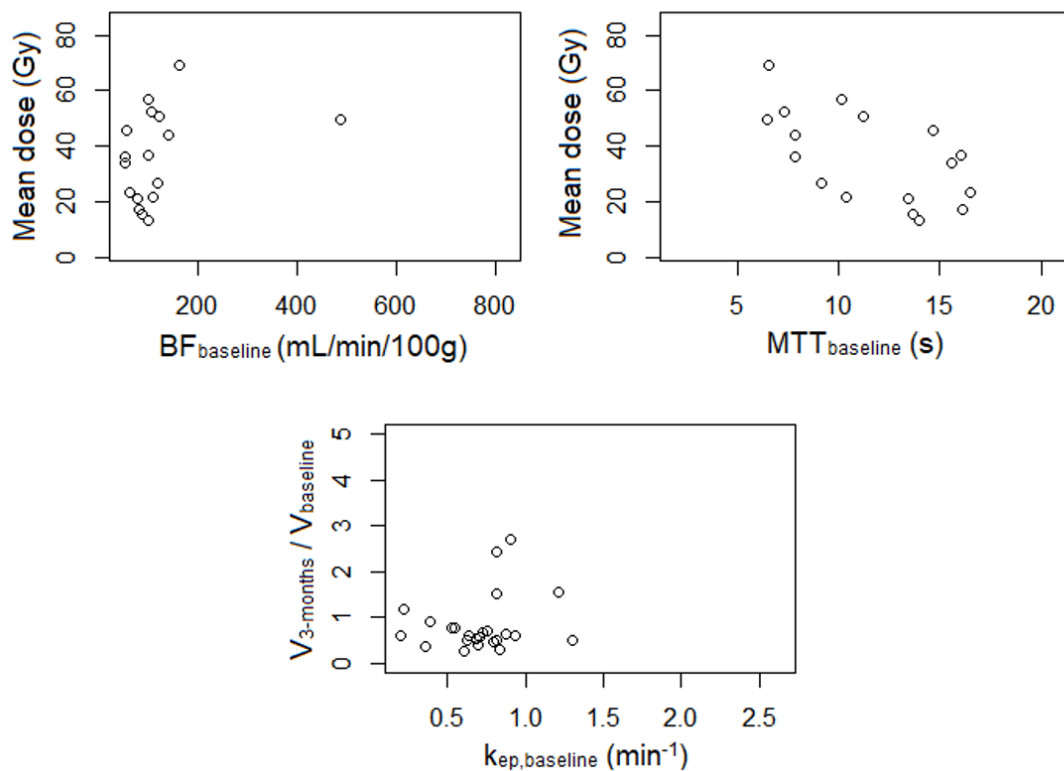 Mean dose (Gy)
80
60
40
20
0
200 400 600 800
BFbaseline (mL/min/100g)
Mean dose (Gy)
80
60
40
20
0
5 10 15 20
MTTbaseline (s)
V3-months / Vbaseline
5
4
3
2
1
0
0.5 1.0 1.5 2.0 2.5
kep,baseline (min-1)